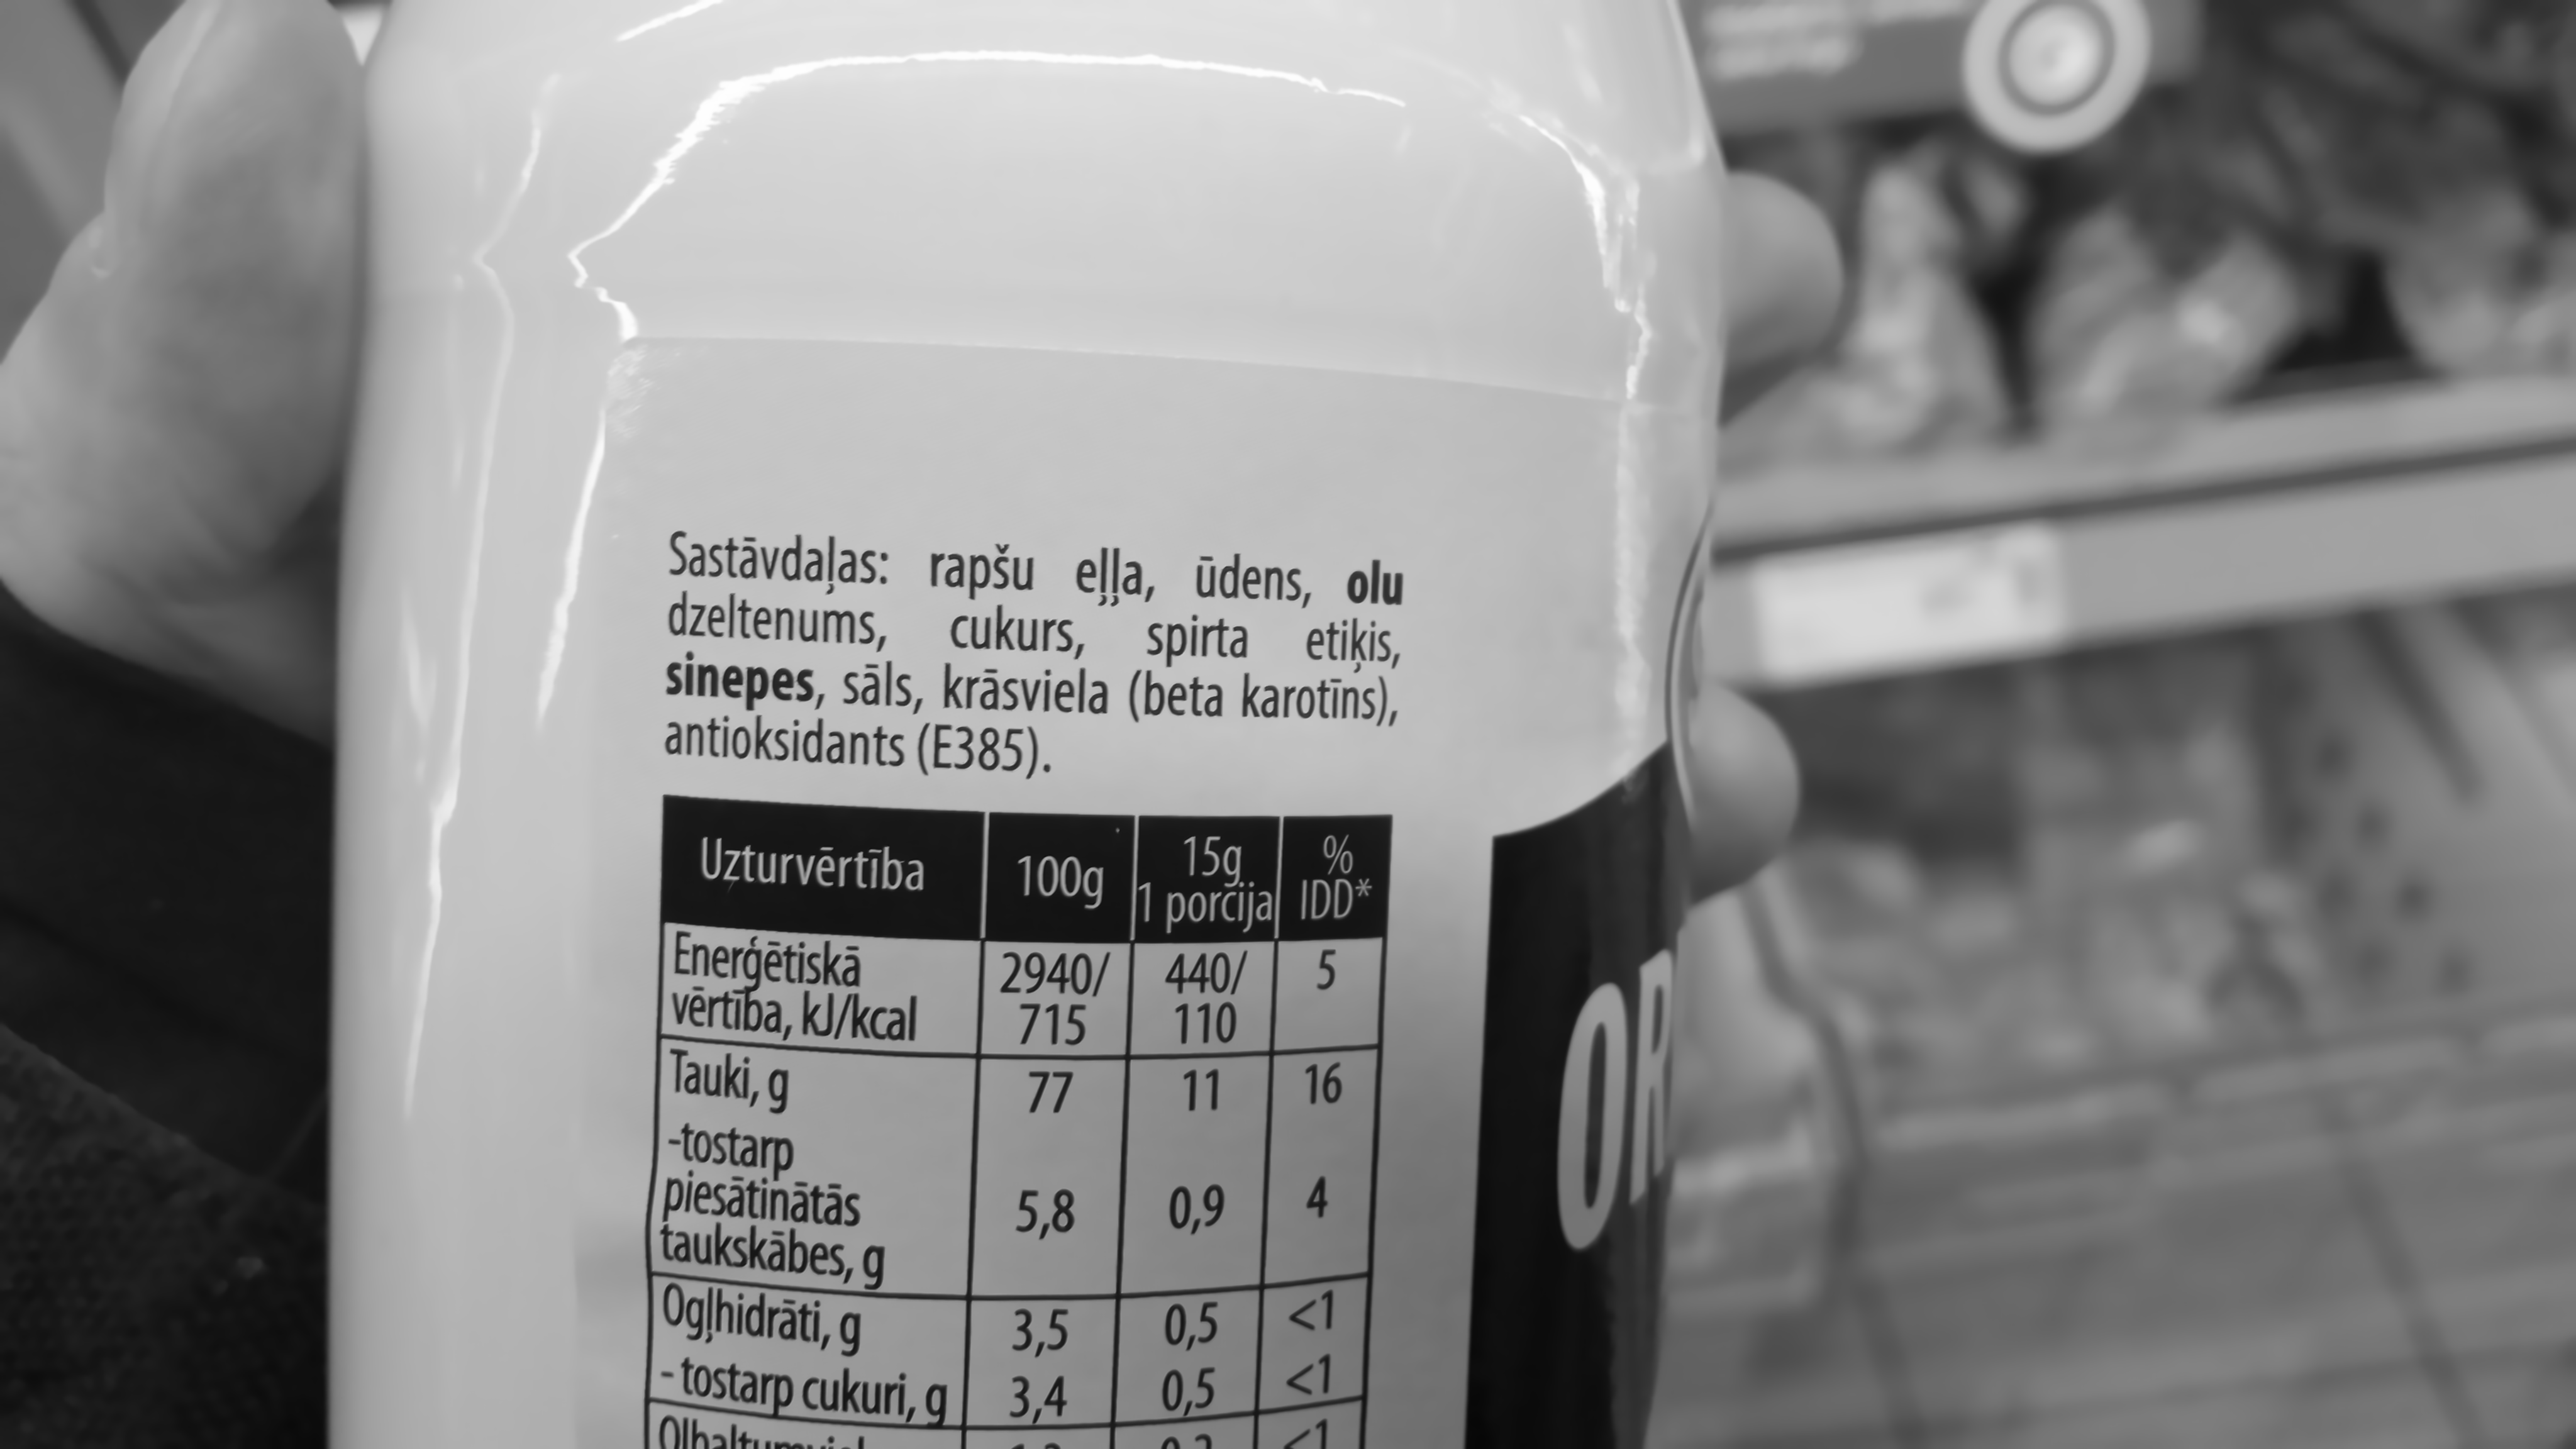 Sastāvdaļas: rapšu eļļa, ūdens, olu
dzeltenums, cukurs, spirta etiķis,
sinepes, sāls, krāsviela (beta karotīns),
antioksidants (E385).
Uzturvērtība 100g 15g 1 porcija % IDD*
Enerģētiskā vērtība, kJ/kcal 2940/ 715 440/ 110 5
Tauki, g 77 11 16
-tostarp piesātinātās taukskābes, g 5,8 0,9 4
Ogļhidrāti, g 3,5 0,5 <1
- tostarp cukuri, g 3,4 0,5 <1
<1
OR